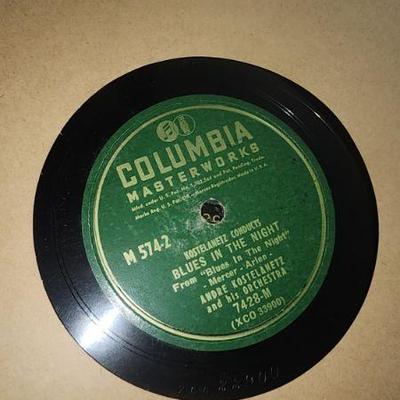 COLUMBIA
MASTERWORKS
M 574-2
KOSTELANETZ CONDUCTS
BLUES IN THE NIGHT
From "Blues In The Night"
- Mercer - Arlen -
ANDRE KOSTELANETZ
and his ORCHESTRA
7428-M
(XCO 33900)